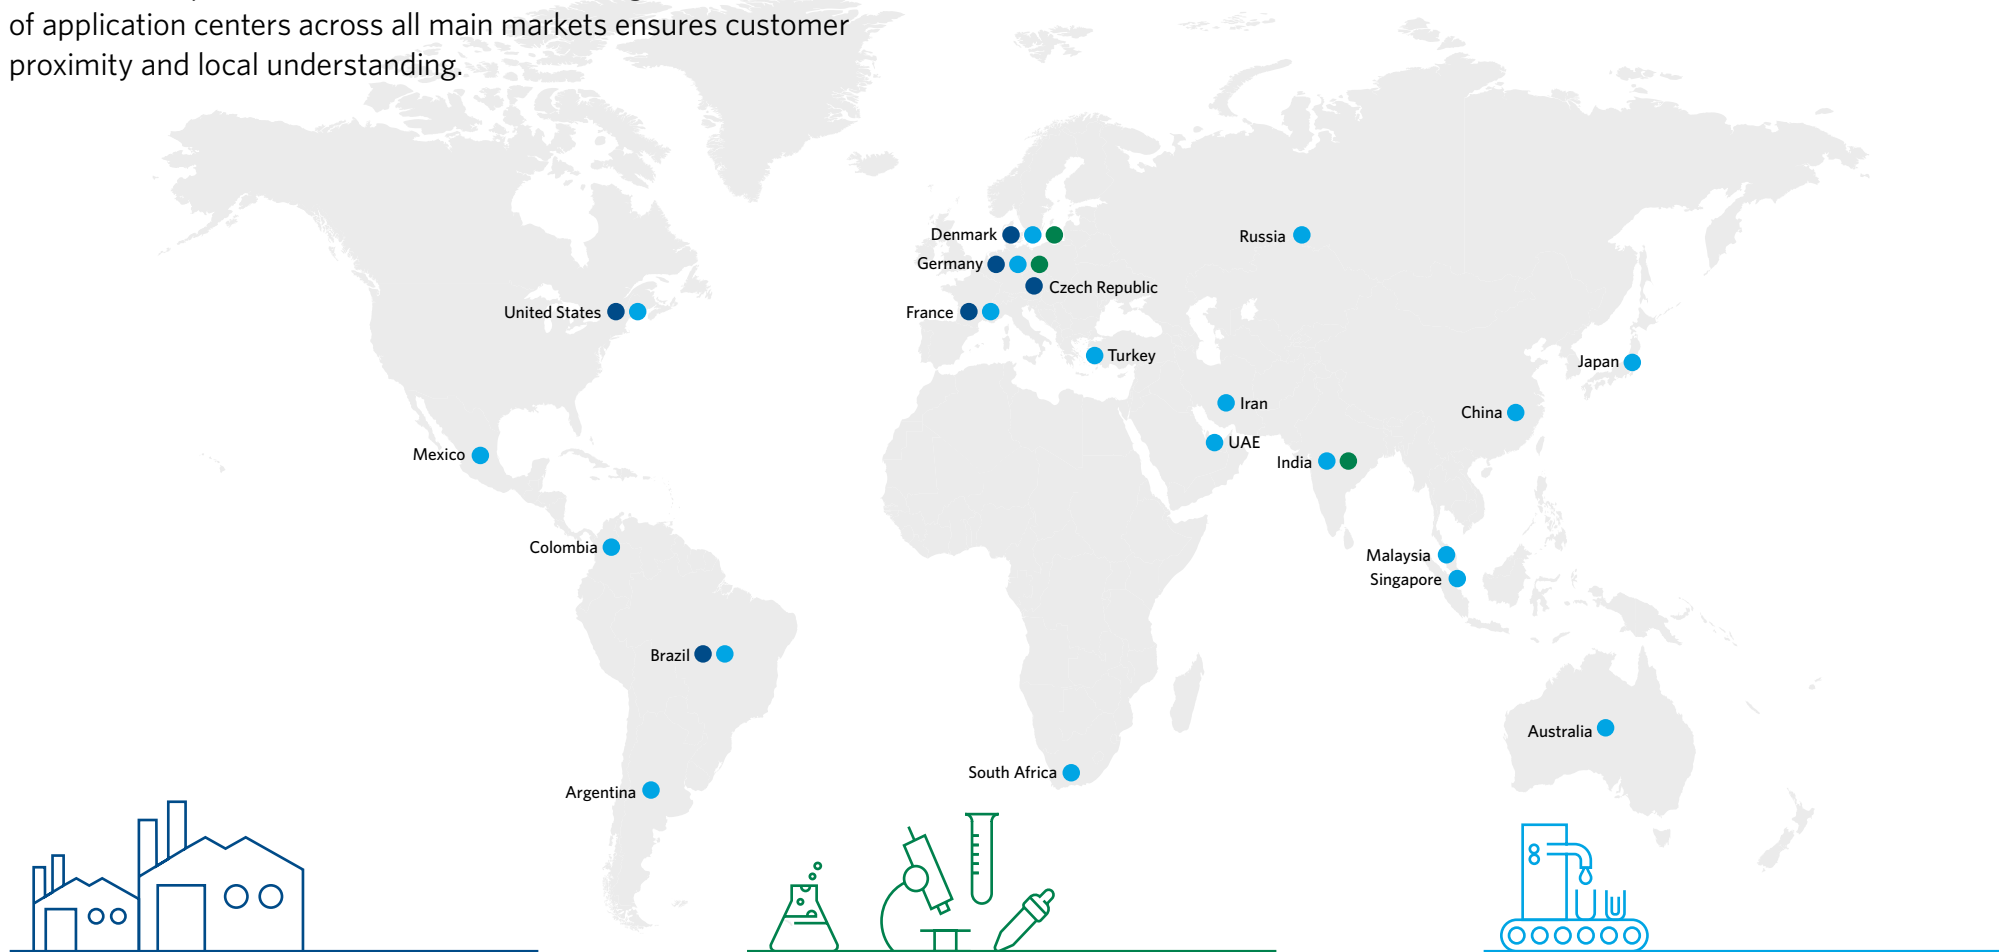 of application centers across all main markets ensures customer
proximity and local understanding.
Denmark
Russia
Germany
Czech Republic
United States
France
Turkey
Japan
Iran
China
UAE
Mexico
India
Colombia
Malaysia
Singapore
Brazil
Australia
South Africa
Argentina